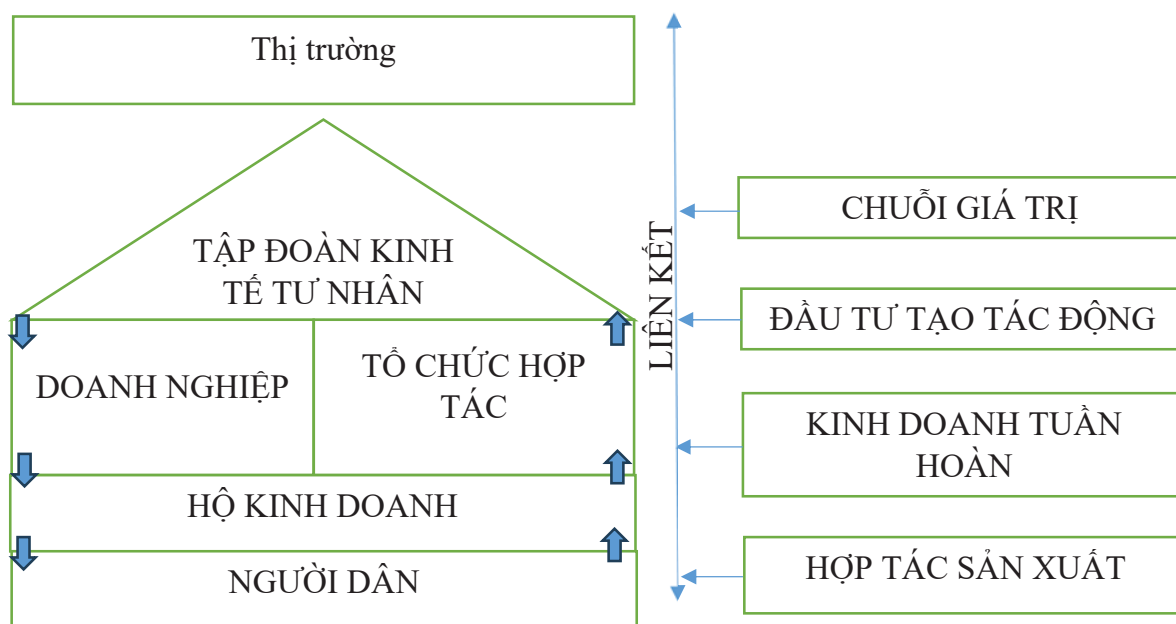 Thị trường
TẬP ĐOÀN KINH
TẾ TƯ NHÂN
DOANH NGHIỆP
TỔ CHỨC HỢP
TÁC
HỘ KINH DOANH
NGƯỜI DÂN
LIÊN KẾT
CHUỖI GIÁ TRỊ
ĐẦU TƯ TẠO TÁC ĐỘNG
KINH DOANH TUẦN
HOÀN
HỢP TÁC SẢN XUẤT